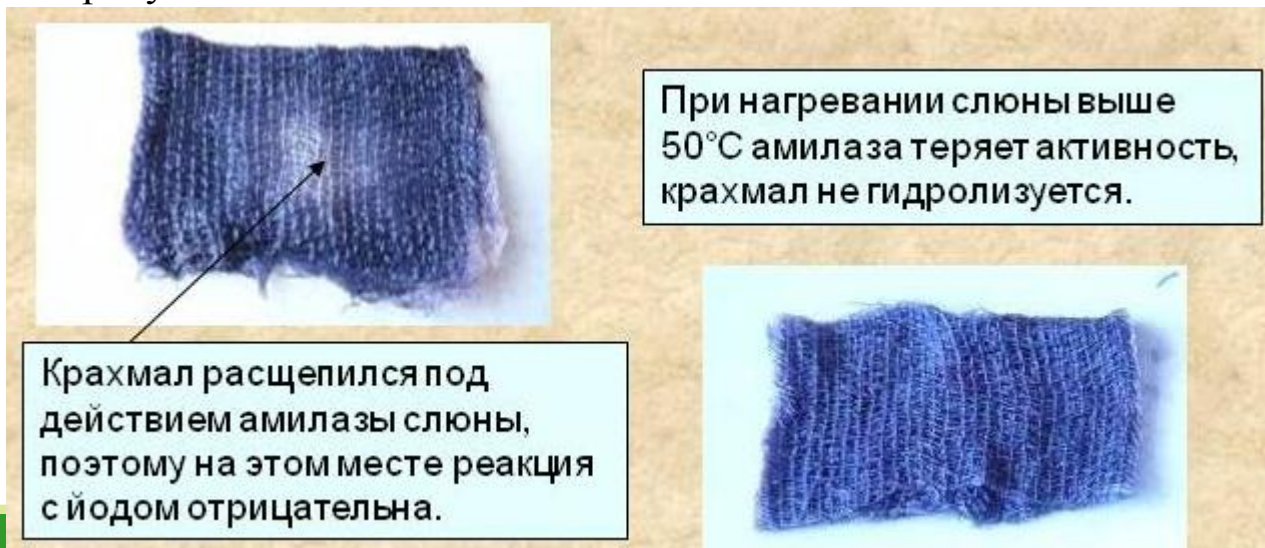 При нагревании слюны выше
50°С амилаза теряет активность,
крахмал не гидролизуется.
Крахмал расщепился под
действием амилазы слюны,
поэтому на этом месте реакция
с йодом отрицательна.